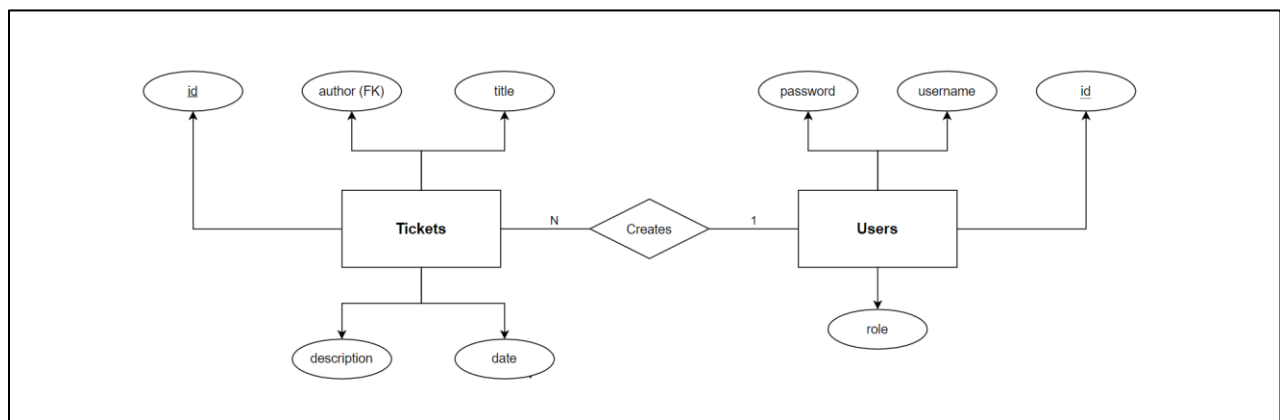 id
author (FK)
title
password
username
id
Tickets
N
Creates
1
Users
description
date
role